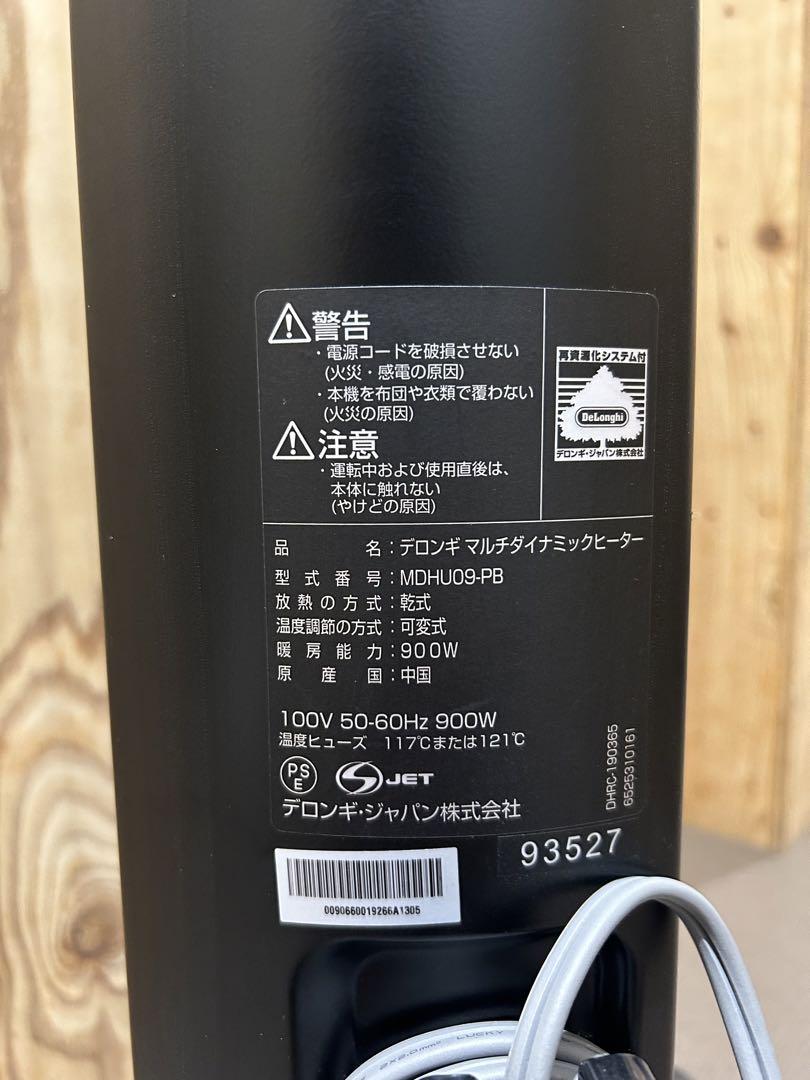 警告
・電源コードを破損させない
(火災・感電の原因)
・本機を布団や衣類で覆わない
(火災の原因)
注意
・運転中および使用直後は、
本体に触れない
(やけどの原因)
再資源化システム付
DeLonghi
デロンギ・ジャパン株式会社
品名：デロンギ マルチダイナミックヒーター
型式番号：MDHU09-PB
放熱の方式：乾式
温度調節の方式：可変式
暖房能力：900W
原産国：中国
100V 50-60Hz 900W
温度ヒューズ 117℃または121℃
PS
E
JET
デロンギ・ジャパン株式会社
DHRC-190365
6525310161
93527
0090660019266A1305
2X2.0mm² LUCKY